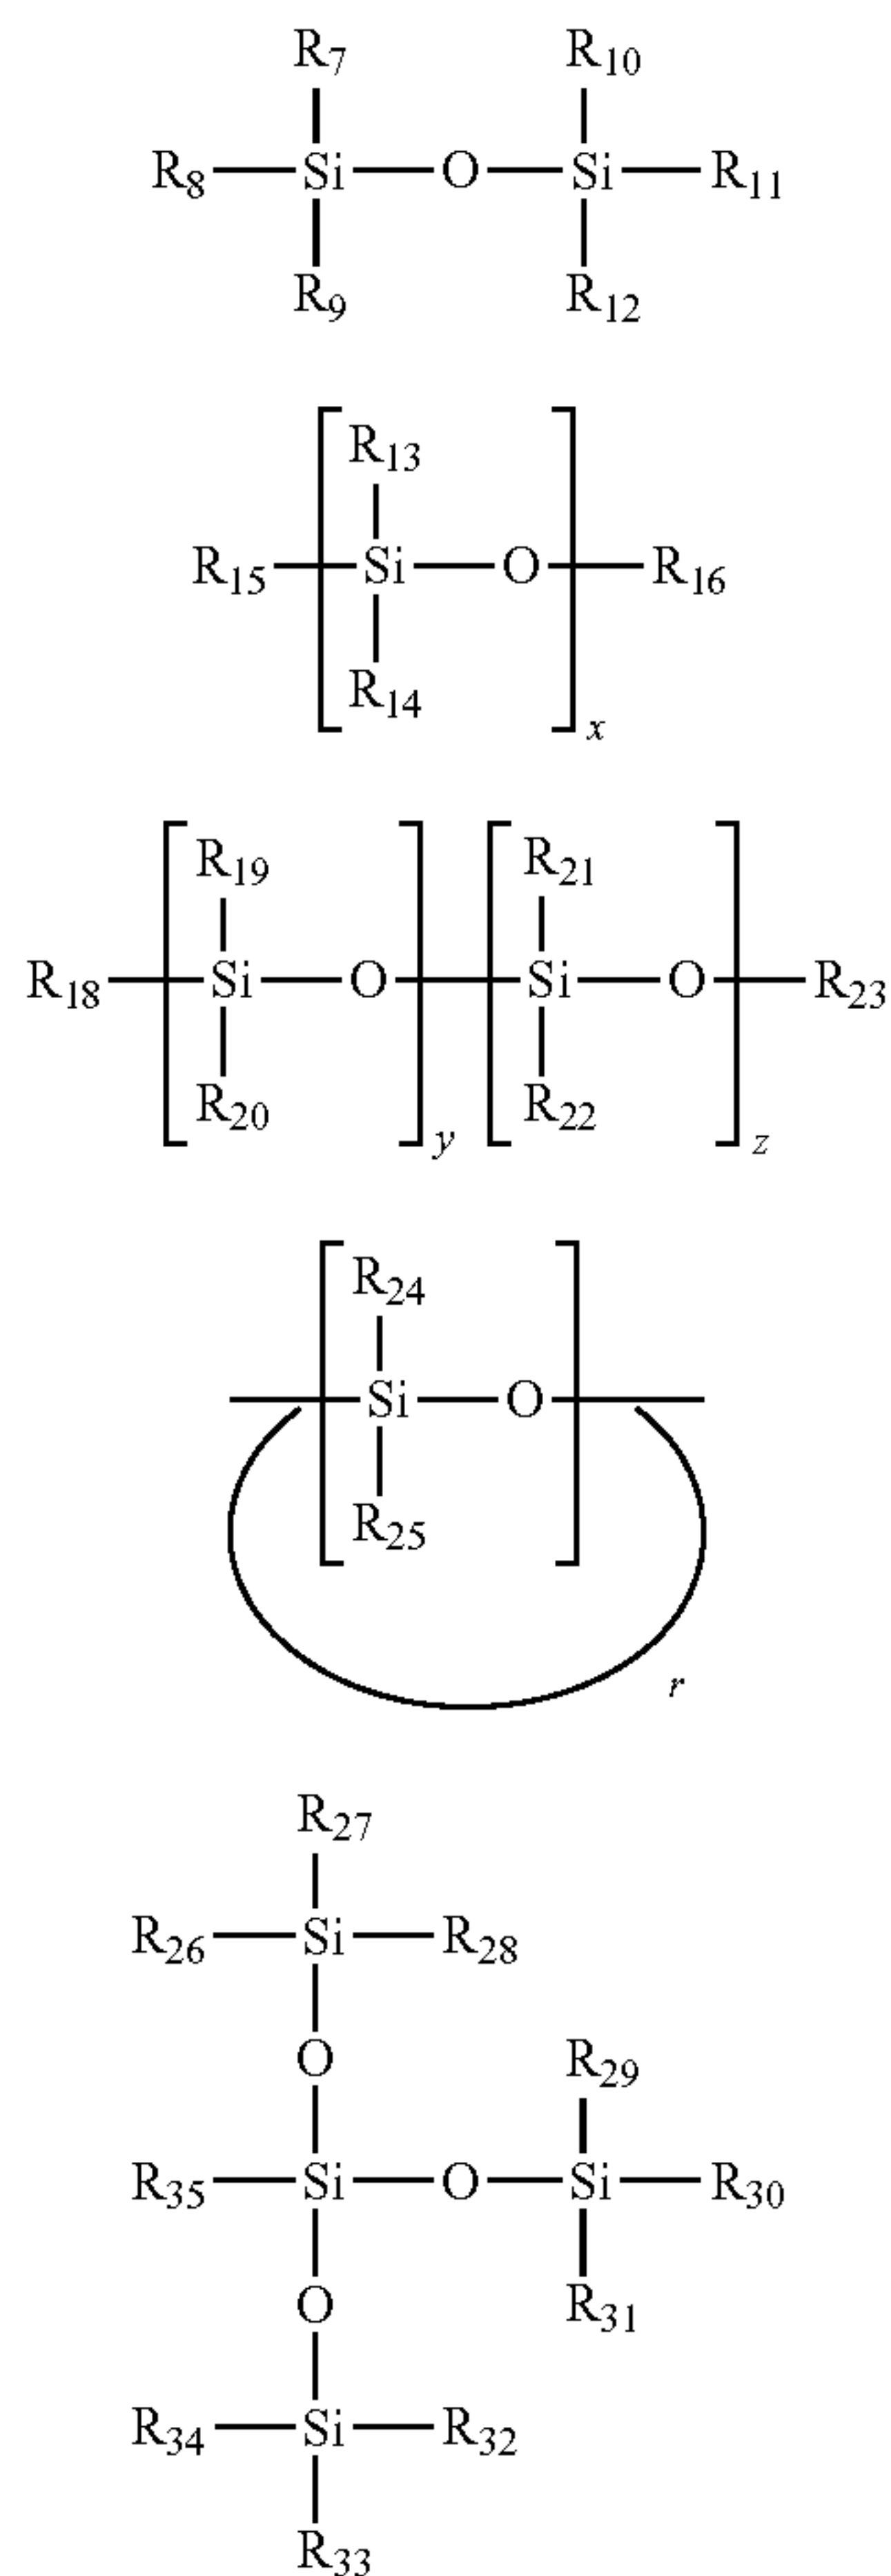 R7 R10
R8 Si O Si R11
R9 R12
R13
R15 Si O R16
R14
x
R19 R21
R18 Si O Si O R23
R20 R22
y z
R24
Si O
R25
r
R27
R26 Si R28
O R29
R35 Si O Si R30
O R31
R34 Si R32
R33